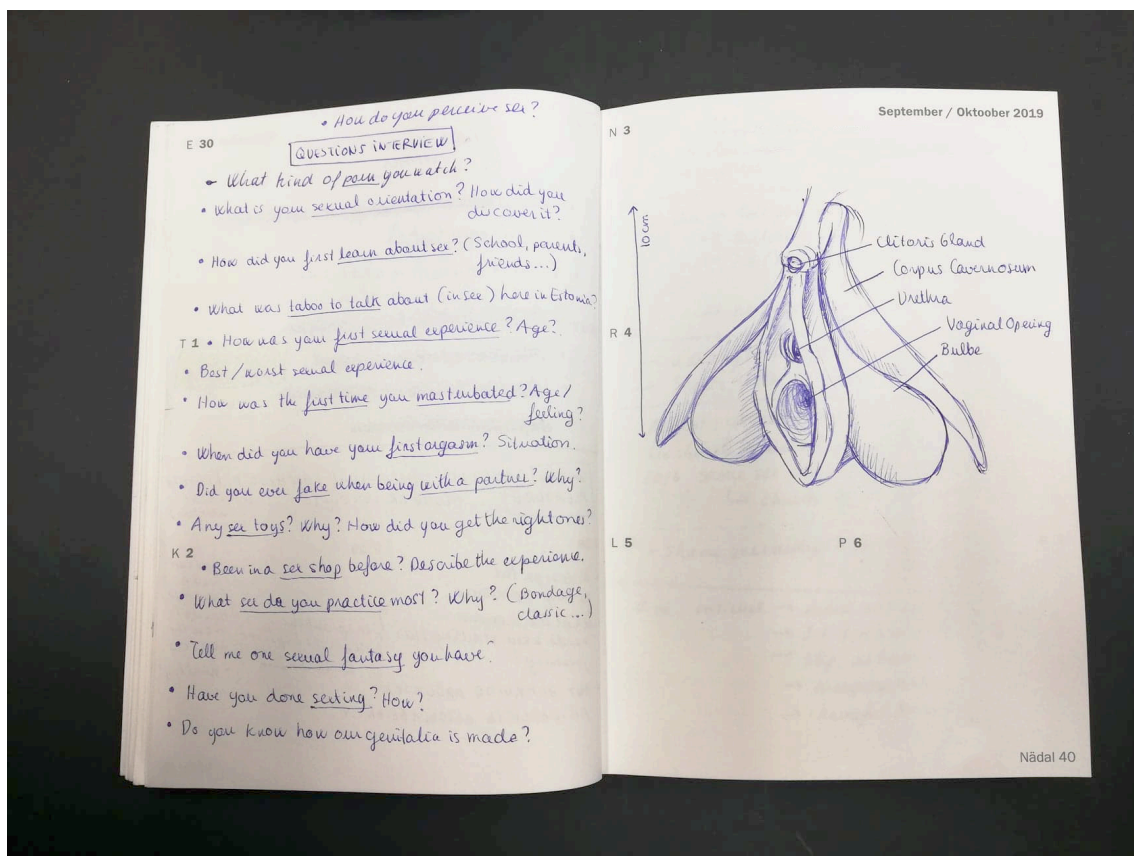 • How do you perceive sex?
E 30
QUESTIONS INTERVIEW
- What kind of porn you watch?
• What is your sexual orientation? How did you
discover it?
• How did you first learn about sex? (School, parents,
friends...)
• What was taboo to talk about (in sex) here in Estonia?
T 1
• How was your first sexual experience? Age?
• Best/worst sexual experience.
• How was the first time you masturbated? Age/
feeling?
• When did you have your first orgasm? Situation.
• Did you ever fake when being with a partner? Why?
• Any sex toys? Why? How did you get the right ones?
K 2
• Been in a sex shop before? Describe the experience.
• What sex do you practice most? Why? (Bondage,
classic...)
• Tell me one sexual fantasy you have.
• Have you done sexting? How?
• Do you know how our genitalia is made?
September / Oktoober 2019
N 3
10 cm
Clitoris Gland
Corpus Cavernosum
Urethra
R 4
Vaginal Opening
Bulbe
L 5
P 6
Nädal 40